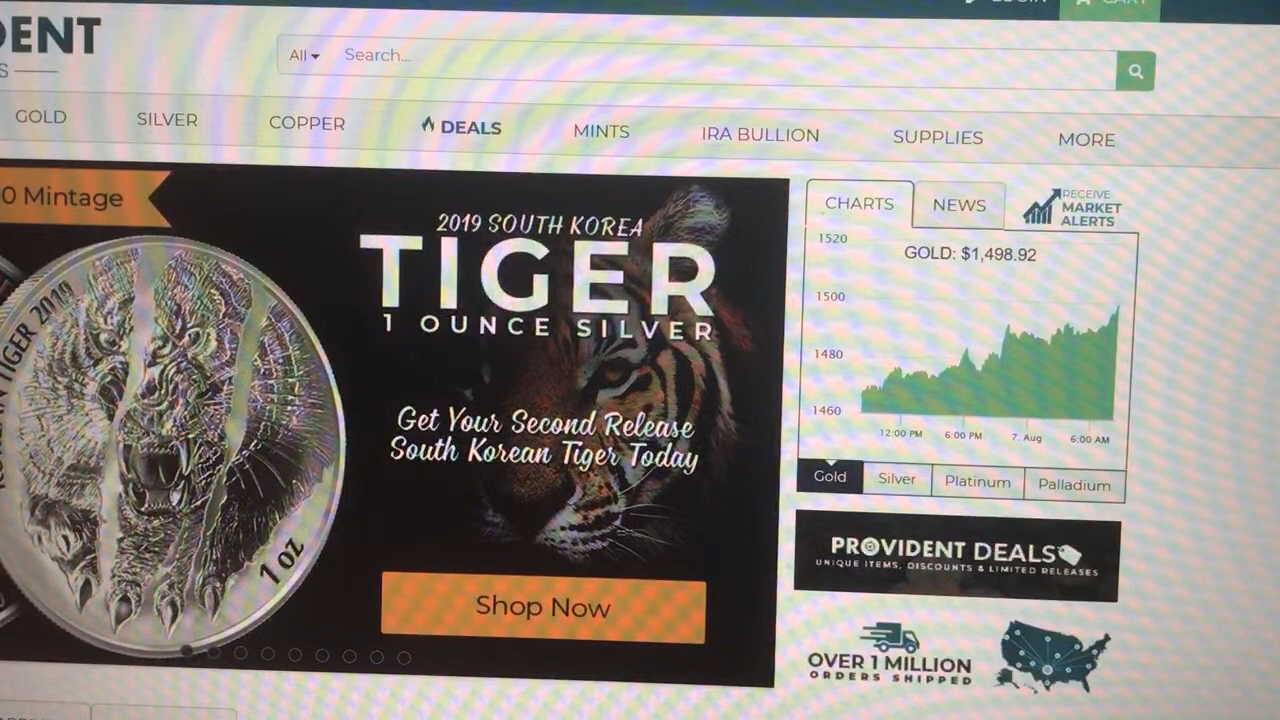 LOGIN
CART
DENT
S
All
Search...
GOLD
SILVER
COPPER
DEALS
MINTS
IRA BULLION
SUPPLIES
MORE
0 Mintage
2019 SOUTH KOREA
TIGER
1 OUNCE SILVER
Get Your Second Release
South Korean Tiger Today
Shop Now
TIGER 2019
1 OZ
CHARTS
NEWS
RECEIVE
MARKET
ALERTS
GOLD: $1,498.92
1520
1500
1480
1460
12:00 PM
6:00 PM
7. Aug
6:00 AM
Gold
Silver
Platinum
Palladium
PROVIDENT DEALS
UNIQUE ITEMS, DISCOUNTS & LIMITED RELEASES
OVER 1 MILLION
ORDERS SHIPPED